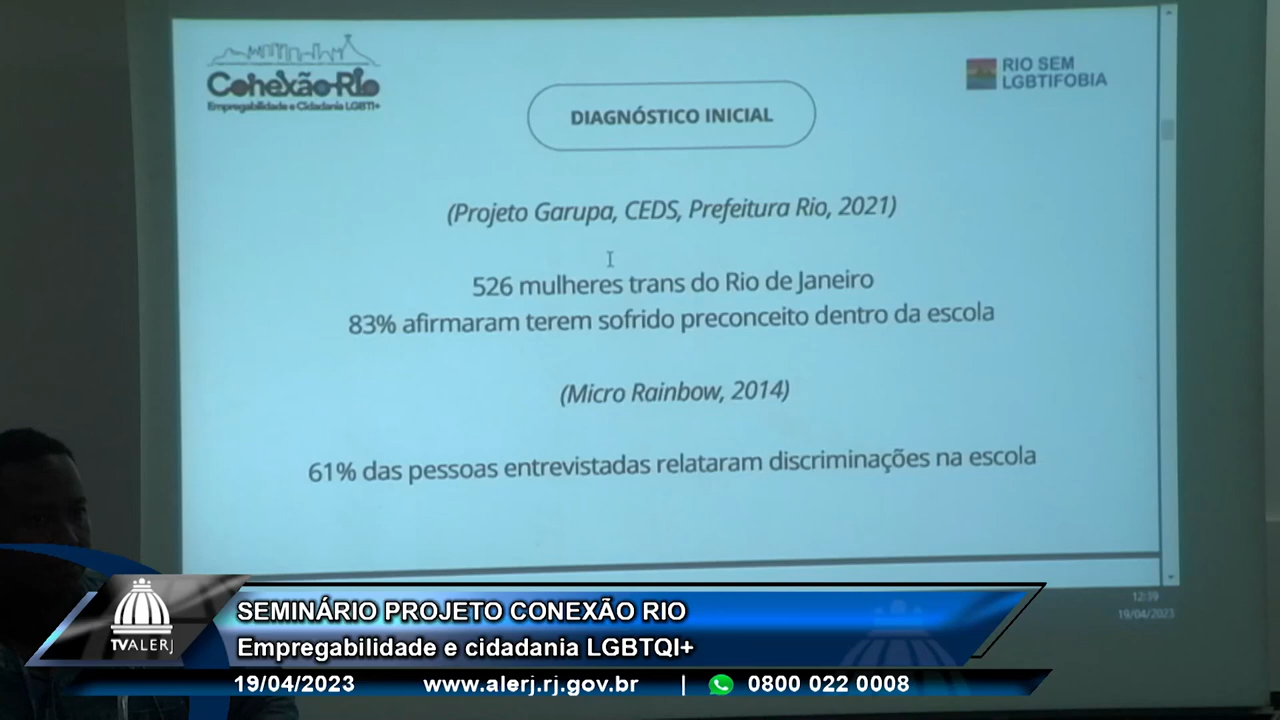 Conexão Rio
Empregabilidade e Cidadania LGBTI+
RIO SEM
LGBTIFOBIA
DIAGNÓSTICO INICIAL
(Projeto Garupa, CEDS, Prefeitura Rio, 2021)
526 mulheres trans do Rio de Janeiro
83% afirmaram terem sofrido preconceito dentro da escola
(Micro Rainbow, 2014)
61% das pessoas entrevistadas relataram discriminações na escola
12:39
19/04/2023
TVALERJ
SEMINÁRIO PROJETO CONEXÃO RIO
Empregabilidade e cidadania LGBTQI+
19/04/2023 www.alerj.rj.gov.br | 0800 022 0008